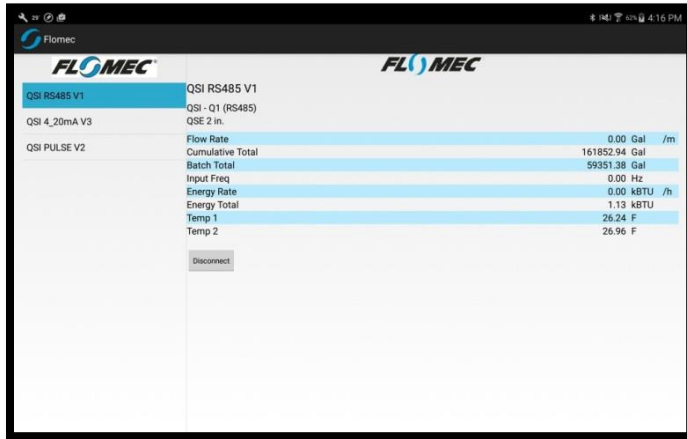 29° 62% 4:16 PM
Flomec
FLOMEC
FLOMEC
QSI RS485 V1
QSI 4_20mA V3
QSI PULSE V2
QSI RS485 V1
QSI - Q1 (RS485)
QSE 2 in.
Flow Rate 0.00 Gal /m
Cumulative Total 161852.94 Gal
Batch Total 59351.38 Gal
Input Freq 0.00 Hz
Energy Rate 0.00 kBTU /h
Energy Total 1.13 kBTU
Temp 1 26.24 F
Temp 2 26.96 F
Disconnect